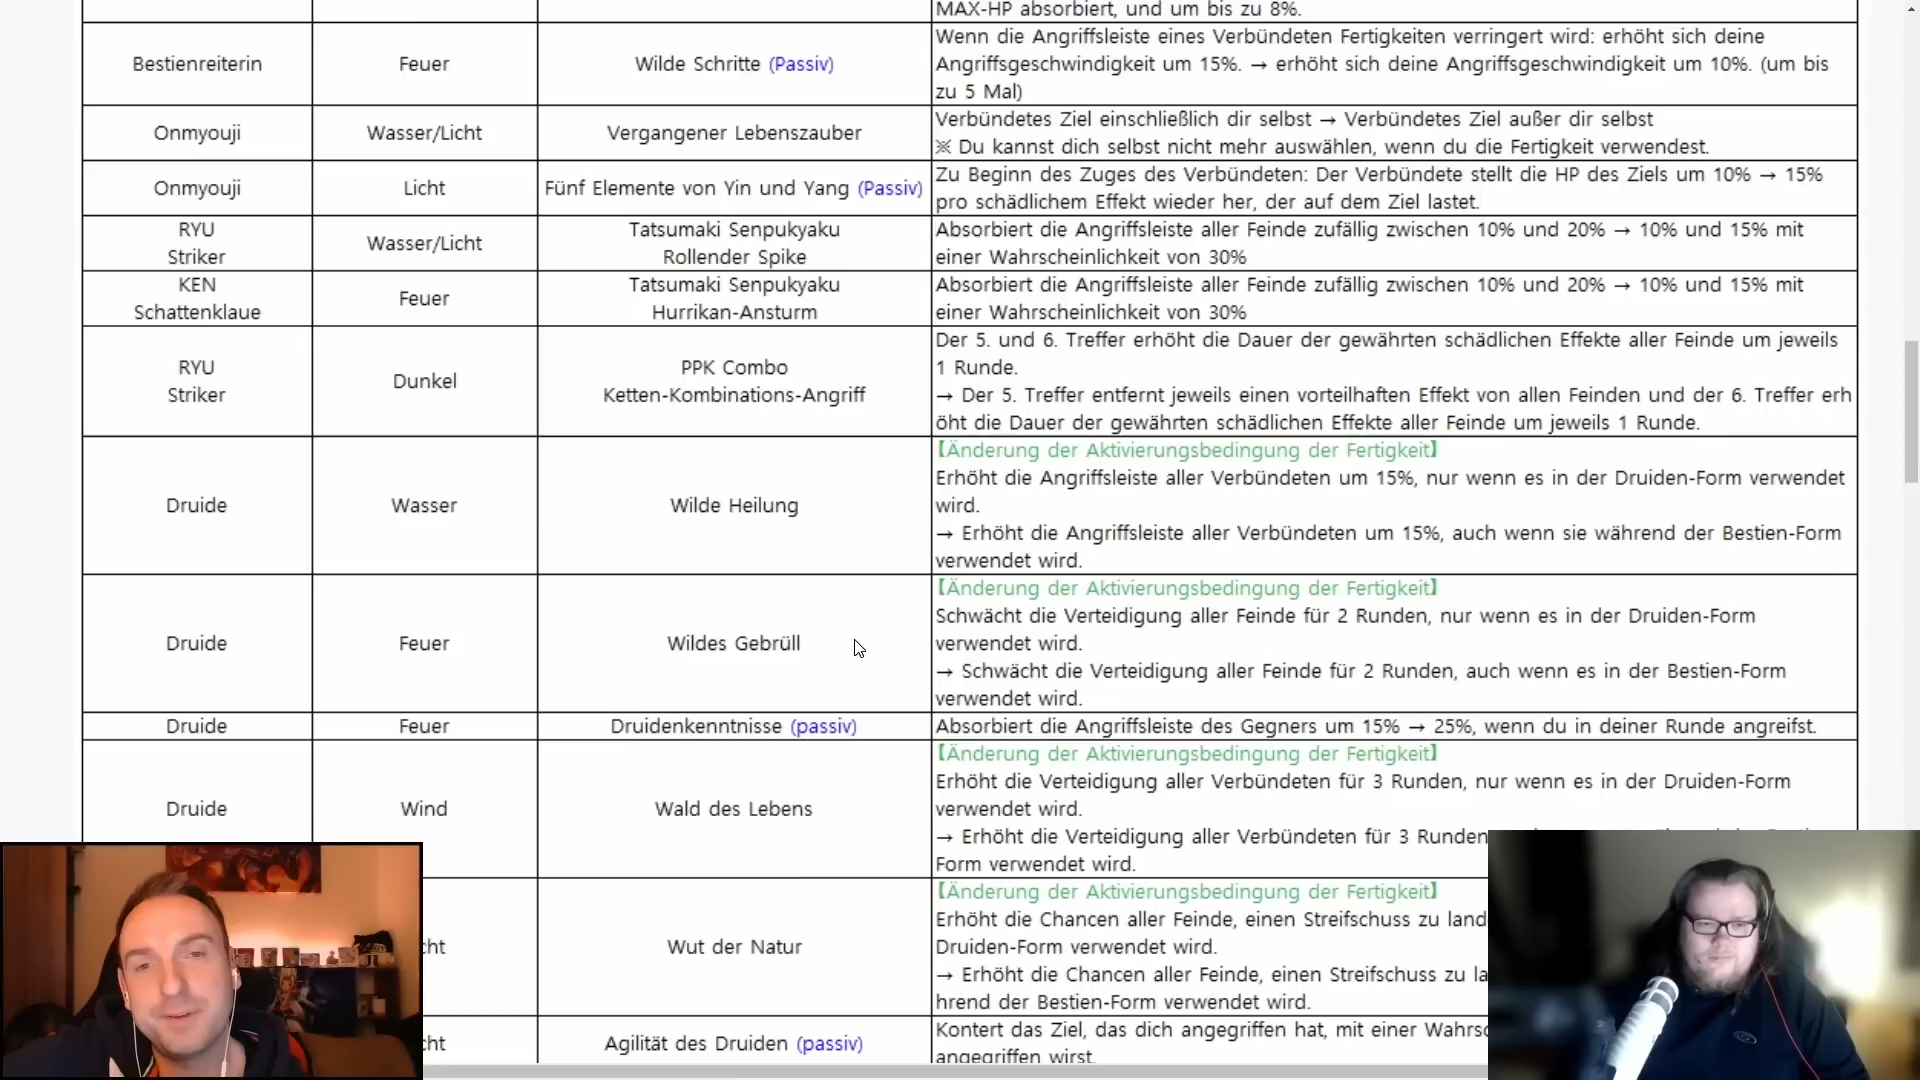 MAX-HP absorbiert, und um bis zu 8%.
Bestienreiterin
Feuer
Wilde Schritte (Passiv)
Wenn die Angriffsleiste eines Verbündeten Fertigkeiten verringert wird: erhöht sich deine
Angriffsgeschwindigkeit um 15%. → erhöht sich deine Angriffsgeschwindigkeit um 10%. (um bis
zu 5 Mal)
Onmyouji
Wasser/Licht
Vergangener Lebenszauber
Verbündetes Ziel einschließlich dir selbst → Verbündetes Ziel außer dir selbst
※ Du kannst dich selbst nicht mehr auswählen, wenn du die Fertigkeit verwendest.
Onmyouji
Licht
Fünf Elemente von Yin und Yang (Passiv)
Zu Beginn des Zuges des Verbündeten: Der Verbündete stellt die HP des Ziels um 10% → 15%
pro schädlichem Effekt wieder her, der auf dem Ziel lastet.
RYU
Striker
Wasser/Licht
Tatsumaki Senpukyaku
Rollender Spike
Absorbiert die Angriffsleiste aller Feinde zufällig zwischen 10% und 20% → 10% und 15% mit
einer Wahrscheinlichkeit von 30%
KEN
Schattenklaue
Feuer
Tatsumaki Senpukyaku
Hurrikan-Ansturm
Absorbiert die Angriffsleiste aller Feinde zufällig zwischen 10% und 20% → 10% und 15% mit
einer Wahrscheinlichkeit von 30%
RYU
Striker
Dunkel
PPK Combo
Ketten-Kombinations-Angriff
Der 5. und 6. Treffer erhöht die Dauer der gewährten schädlichen Effekte aller Feinde um jeweils
1 Runde.
→ Der 5. Treffer entfernt jeweils einen vorteilhaften Effekt von allen Feinden und der 6. Treffer erh
öht die Dauer der gewährten schädlichen Effekte aller Feinde um jeweils 1 Runde.
Druide
Wasser
Wilde Heilung
【Änderung der Aktivierungsbedingung der Fertigkeit】
Erhöht die Angriffsleiste aller Verbündeten um 15%, nur wenn es in der Druiden-Form verwendet
wird.
→ Erhöht die Angriffsleiste aller Verbündeten um 15%, auch wenn sie während der Bestien-Form
verwendet wird.
Druide
Feuer
Wildes Gebrüll
【Änderung der Aktivierungsbedingung der Fertigkeit】
Schwächt die Verteidigung aller Feinde für 2 Runden, nur wenn es in der Druiden-Form
verwendet wird.
→ Schwächt die Verteidigung aller Feinde für 2 Runden, auch wenn es in der Bestien-Form
verwendet wird.
Druide
Feuer
Druidenkenntnisse (passiv)
Absorbiert die Angriffsleiste des Gegners um 15% → 25%, wenn du in deiner Runde angreifst.
Druide
Wind
Wald des Lebens
【Änderung der Aktivierungsbedingung der Fertigkeit】
Erhöht die Verteidigung aller Verbündeten für 3 Runden, nur wenn es in der Druiden-Form
verwendet wird.
→ Erhöht die Verteidigung aller Verbündeten für 3 Runden
Form verwendet wird.
cht
Wut der Natur
【Änderung der Aktivierungsbedingung der Fertigkeit】
Erhöht die Chancen aller Feinde, einen Streifschuss zu land
Druiden-Form verwendet wird.
→ Erhöht die Chancen aller Feinde, einen Streifschuss zu la
hrend der Bestien-Form verwendet wird.
cht
Agilität des Druiden (passiv)
Kontert das Ziel, das dich angegriffen hat, mit einer Wahrsc
angegriffen wirst.